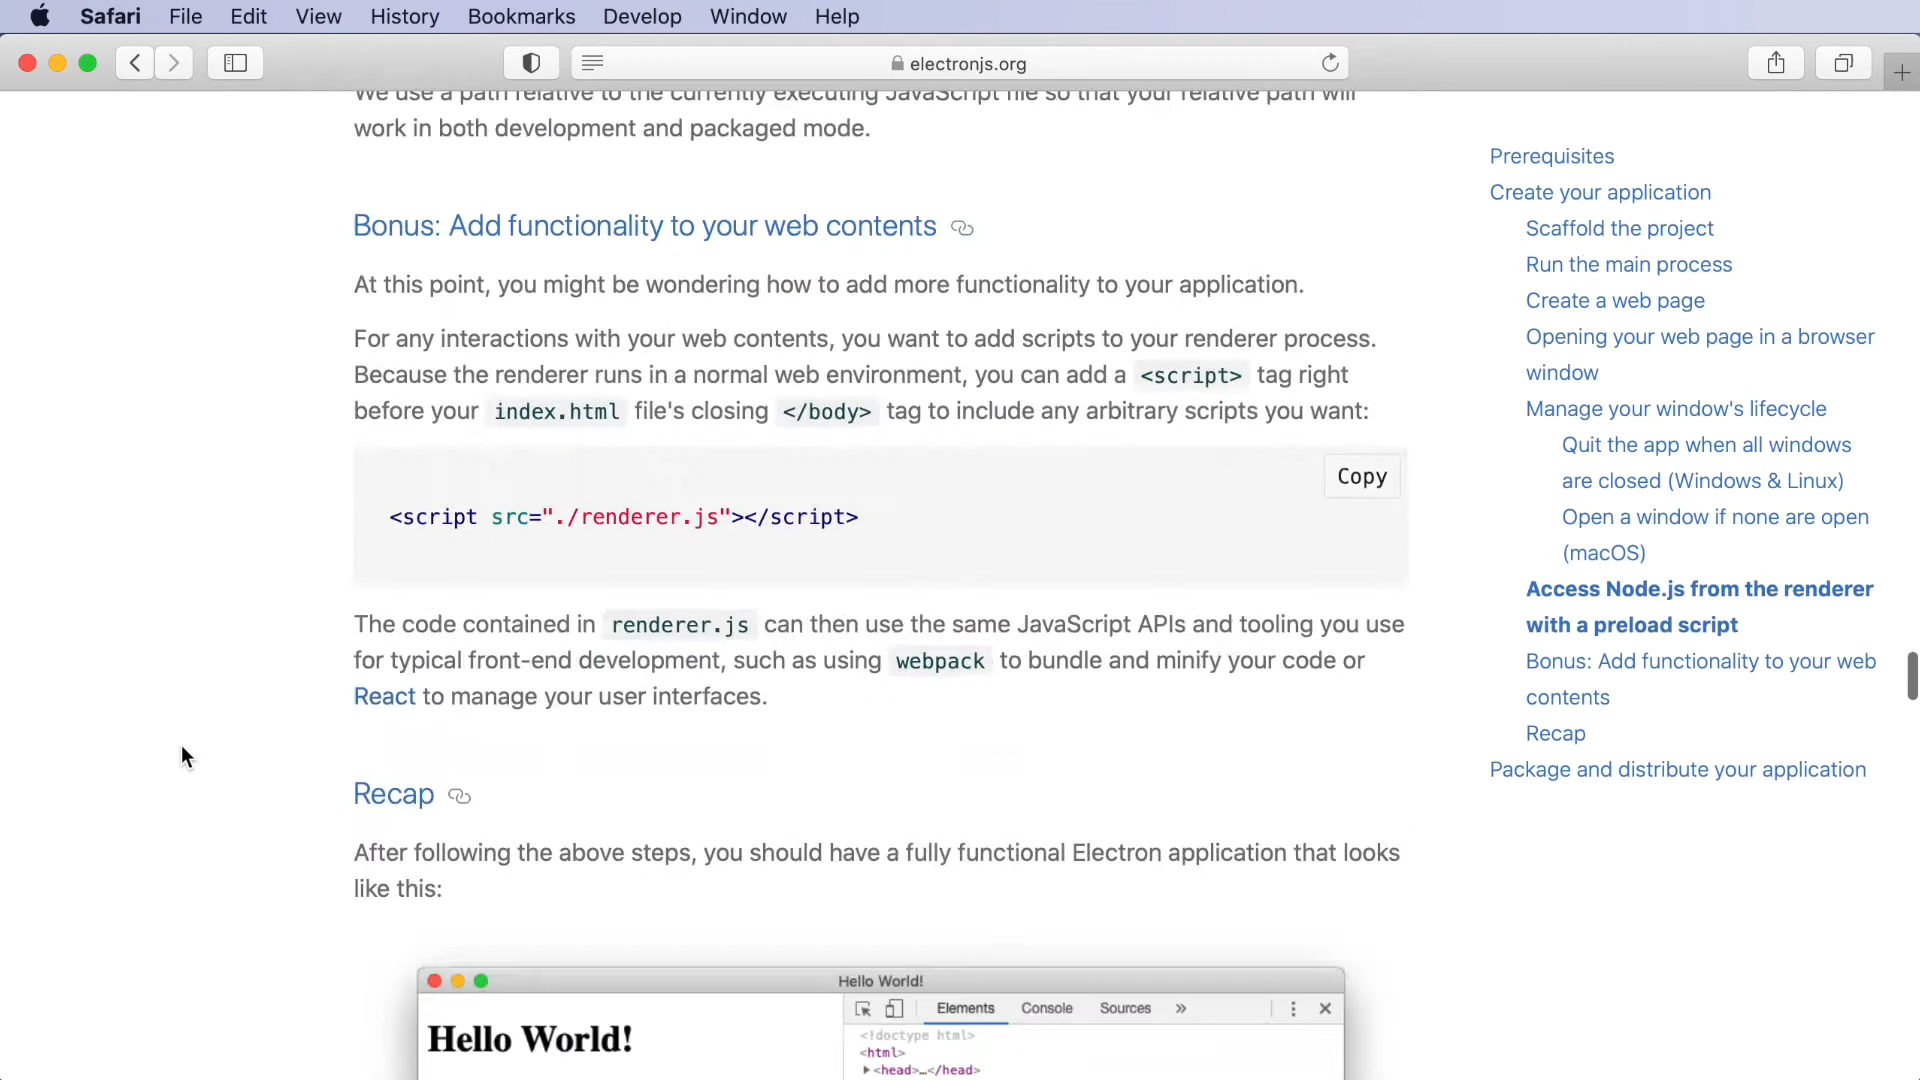 Safari File Edit View History Bookmarks Develop Window Help
electronjs.org
We use a path relative to the currently executing JavaScript file so that your relative path will
work in both development and packaged mode.
Bonus: Add functionality to your web contents
At this point, you might be wondering how to add more functionality to your application.
For any interactions with your web contents, you want to add scripts to your renderer process.
Because the renderer runs in a normal web environment, you can add a <script> tag right
before your index.html file's closing </body> tag to include any arbitrary scripts you want:
Copy
<script src="./renderer.js"></script>
The code contained in renderer.js can then use the same JavaScript APIs and tooling you use
for typical front-end development, such as using webpack to bundle and minify your code or
React to manage your user interfaces.
Recap
After following the above steps, you should have a fully functional Electron application that looks
like this:
Hello World!
Elements Console Sources »
Hello World!
<!doctype html>
<html>
<head>…</head>
Prerequisites
Create your application
Scaffold the project
Run the main process
Create a web page
Opening your web page in a browser
window
Manage your window's lifecycle
Quit the app when all windows
are closed (Windows & Linux)
Open a window if none are open
(macOS)
Access Node.js from the renderer
with a preload script
Bonus: Add functionality to your web
contents
Recap
Package and distribute your application